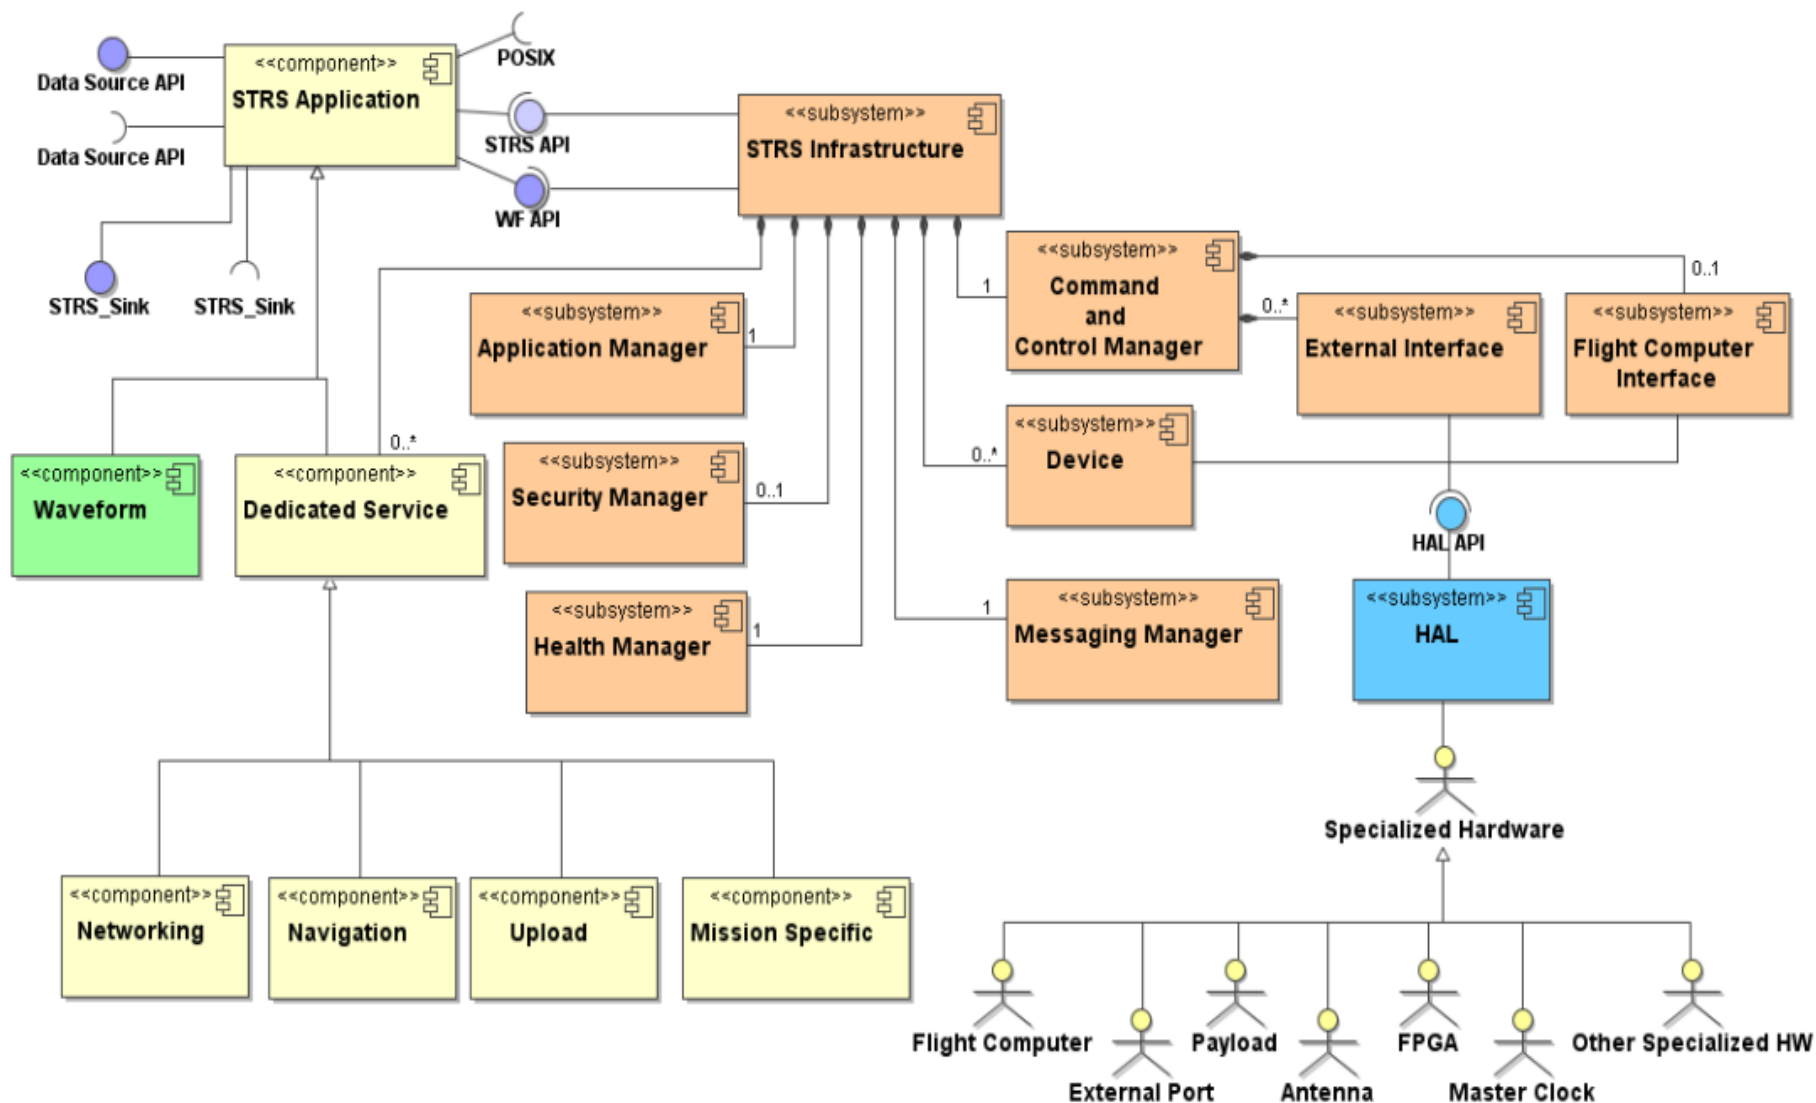 Data Source API
Data Source API
<<component>>
STRS Application
POSIX
STRS API
WF API
STRS_Sink
STRS_Sink
<<subsystem>>
STRS Infrastructure
<<subsystem>>
Command
and
Control Manager
1
0..1
0..*
<<subsystem>>
External Interface
<<subsystem>>
Flight Computer
Interface
<<subsystem>>
Application Manager
1
<<subsystem>>
Device
0..*
<<component>>
Waveform
0..*
<<component>>
Dedicated Service
<<subsystem>>
Security Manager
0..1
HAL API
<<subsystem>>
Health Manager
1
<<subsystem>>
Messaging Manager
1
<<subsystem>>
HAL
Specialized Hardware
<<component>>
Networking
<<component>>
Navigation
<<component>>
Upload
<<component>>
Mission Specific
Flight Computer
External Port
Payload
Antenna
FPGA
Master Clock
Other Specialized HW